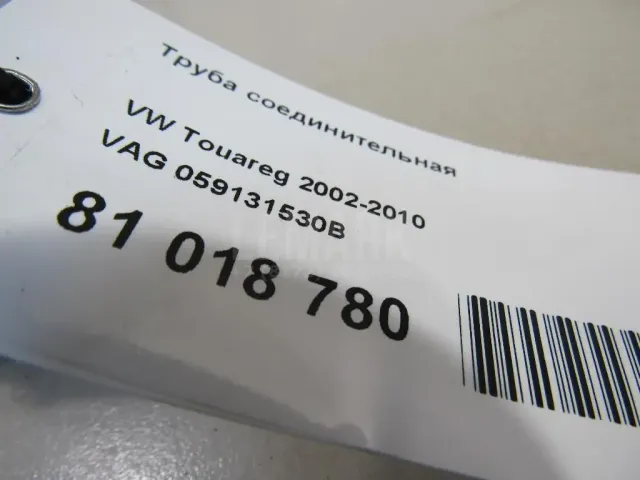 Труба соединительная
VW Touareg 2002-2010
VAG 059131530B
81 018 780